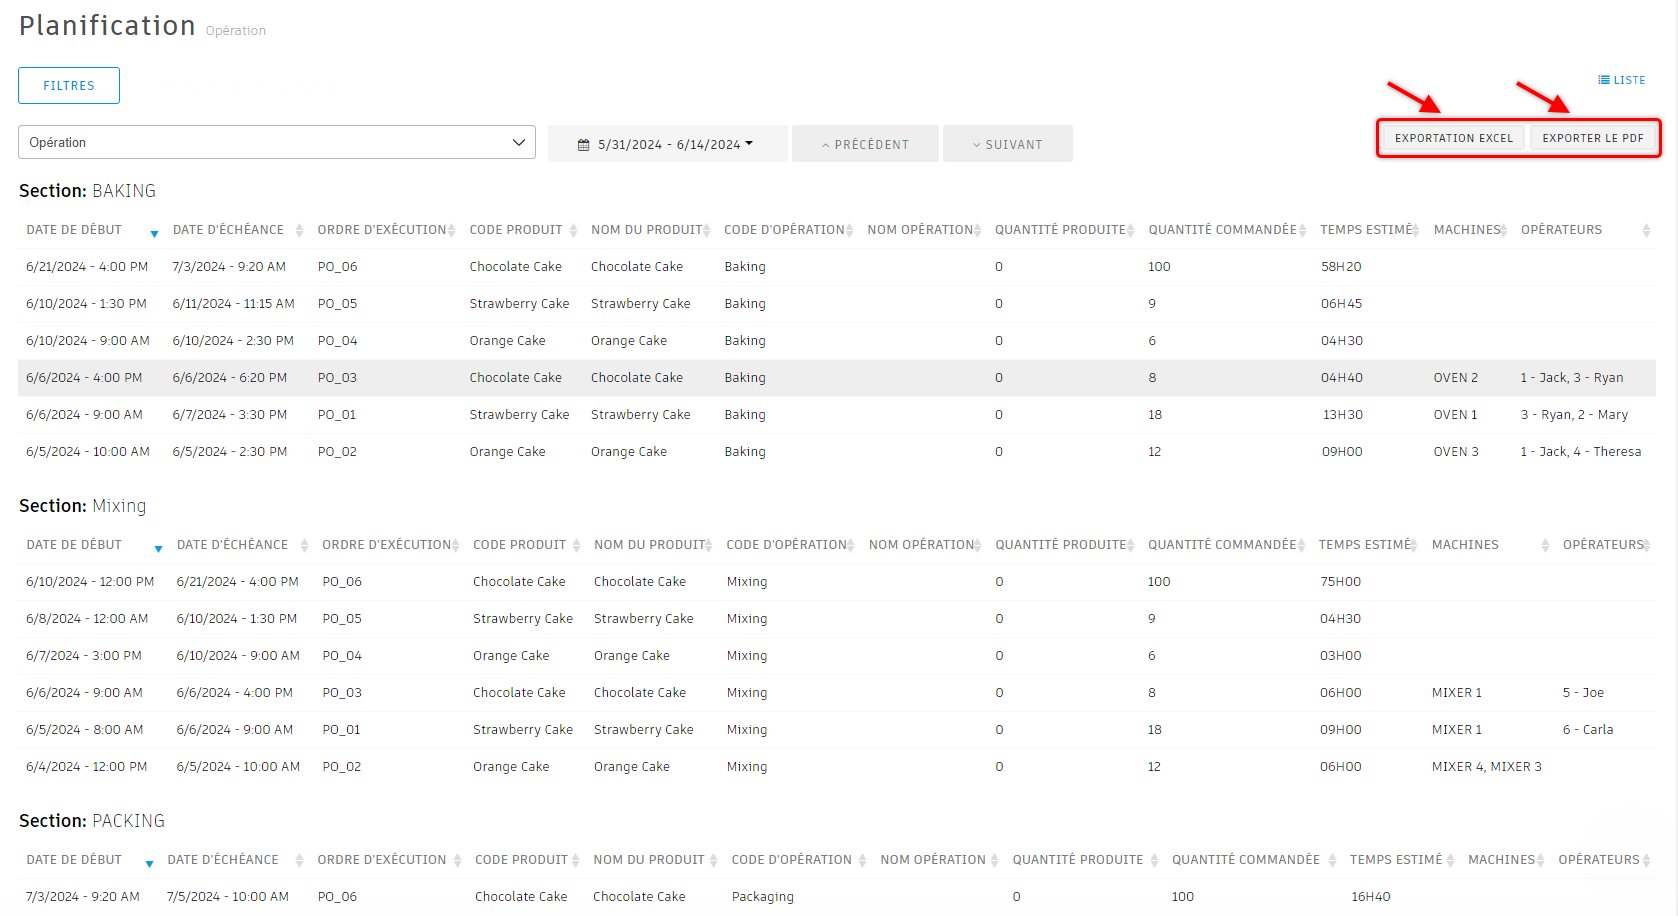 Planification Opération
FILTRES
LISTE
Opération 5/31/2024 - 6/14/2024 PRÉCÉDENT SUIVANT EXPORTATION EXCEL EXPORTER LE PDF
Section: BAKING
DATE DE DÉBUT DATE D'ÉCHÉANCE ORDRE D'EXÉCUTION CODE PRODUIT NOM DU PRODUIT CODE D'OPÉRATION NOM OPÉRATION QUANTITÉ PRODUITE QUANTITÉ COMMANDÉE TEMPS ESTIMÉ MACHINES OPÉRATEURS
6/21/2024 - 4:00 PM 7/3/2024 - 9:20 AM PO_06 Chocolate Cake Chocolate Cake Baking 0 100 58H20
6/10/2024 - 1:30 PM 6/11/2024 - 11:15 AM PO_05 Strawberry Cake Strawberry Cake Baking 0 9 06H45
6/10/2024 - 9:00 AM 6/10/2024 - 2:30 PM PO_04 Orange Cake Orange Cake Baking 0 6 04H30
6/6/2024 - 4:00 PM 6/6/2024 - 6:20 PM PO_03 Chocolate Cake Chocolate Cake Baking 0 8 04H40 OVEN 2 1 - Jack, 3 - Ryan
6/6/2024 - 9:00 AM 6/7/2024 - 3:30 PM PO_01 Strawberry Cake Strawberry Cake Baking 0 18 13H30 OVEN 1 3 - Ryan, 2 - Mary
6/5/2024 - 10:00 AM 6/5/2024 - 2:30 PM PO_02 Orange Cake Orange Cake Baking 0 12 09H00 OVEN 3 1 - Jack, 4 - Theresa
Section: Mixing
DATE DE DÉBUT DATE D'ÉCHÉANCE ORDRE D'EXÉCUTION CODE PRODUIT NOM DU PRODUIT CODE D'OPÉRATION NOM OPÉRATION QUANTITÉ PRODUITE QUANTITÉ COMMANDÉE TEMPS ESTIMÉ MACHINES OPÉRATEURS
6/10/2024 - 12:00 PM 6/21/2024 - 4:00 PM PO_06 Chocolate Cake Chocolate Cake Mixing 0 100 75H00
6/8/2024 - 12:00 AM 6/10/2024 - 1:30 PM PO_05 Strawberry Cake Strawberry Cake Mixing 0 9 04H30
6/7/2024 - 3:00 PM 6/10/2024 - 9:00 AM PO_04 Orange Cake Orange Cake Mixing 0 6 03H00
6/6/2024 - 9:00 AM 6/6/2024 - 4:00 PM PO_03 Chocolate Cake Chocolate Cake Mixing 0 8 06H00 MIXER 1 5 - Joe
6/5/2024 - 8:00 AM 6/6/2024 - 9:00 AM PO_01 Strawberry Cake Strawberry Cake Mixing 0 18 09H00 MIXER 1 6 - Carla
6/4/2024 - 12:00 PM 6/5/2024 - 10:00 AM PO_02 Orange Cake Orange Cake Mixing 0 12 06H00 MIXER 4, MIXER 3
Section: PACKING
DATE DE DÉBUT DATE D'ÉCHÉANCE ORDRE D'EXÉCUTION CODE PRODUIT NOM DU PRODUIT CODE D'OPÉRATION NOM OPÉRATION QUANTITÉ PRODUITE QUANTITÉ COMMANDÉE TEMPS ESTIMÉ MACHINES OPÉRATEURS
7/3/2024 - 9:20 AM 7/5/2024 - 10:00 AM PO_06 Chocolate Cake Chocolate Cake Packaging 0 100 16H40